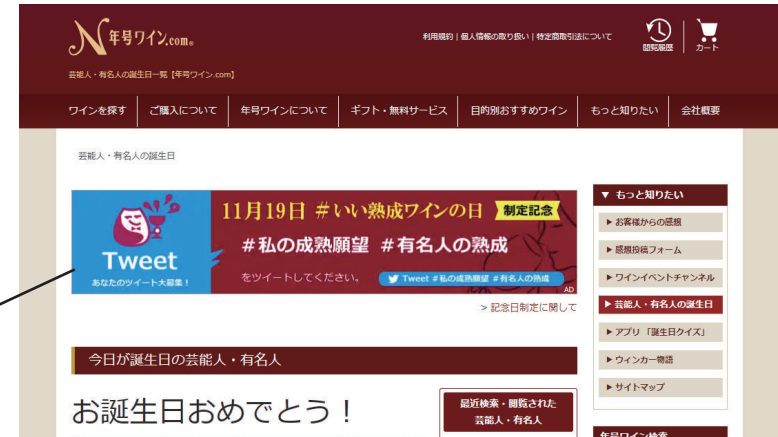 年号ワイン.com®
利用規約 | 個人情報の取り扱い | 特定商取引法について
閲覧履歴
カート
芸能人・有名人の誕生日一覧【年号ワイン.com】
ワインを探す
ご購入について
年号ワインについて
ギフト・無料サービス
目的別おすすめワイン
もっと知りたい
会社概要
芸能人・有名人の誕生日
Tweet
あなたのツイート大募集！
11月19日 #いい熟成ワインの日 制定記念
#私の成熟願望 #有名人の熟成
をツイートしてください。
Tweet #私の成熟願望 #有名人の熟成
AD
> 記念日制定に関して
今日が誕生日の芸能人・有名人
お誕生日おめでとう！
最近検索・閲覧された
芸能人・有名人
▼ もっと知りたい
▶ お客様からの感想
▶ 感想投稿フォーム
▶ ワインイベントチャンネル
▶ 芸能人・有名人の誕生日
▶ アプリ「誕生日クイズ」
▶ ウィンカー物語
▶ サイトマップ
年号ワイン検索